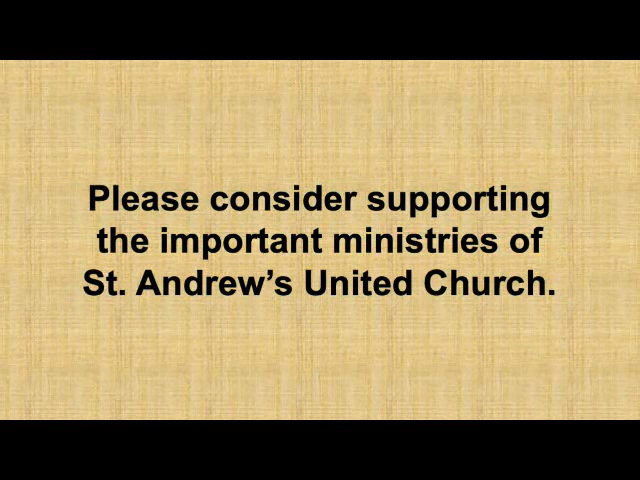 Please consider supporting
the important ministries of
St. Andrew’s United Church.